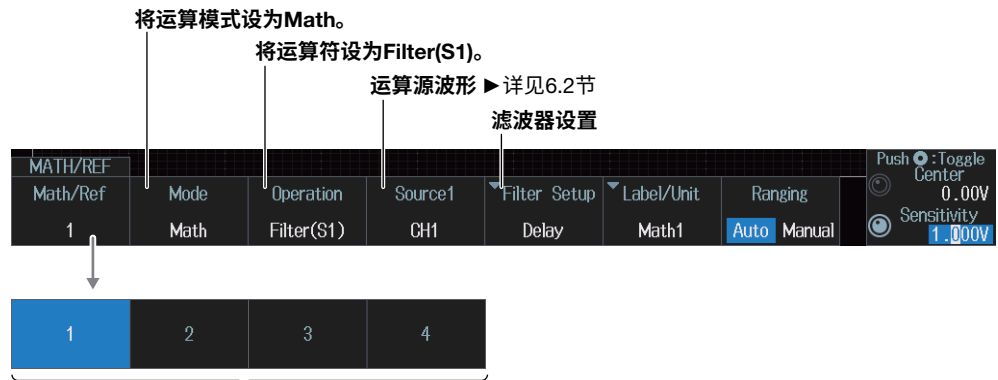 将运算模式设为Math。
将运算符设为Filter(S1)。
运算源波形 ▶详见6.2节
滤波器设置
MATH/REF
Math/Ref Mode Operation Source1 Filter Setup Label/Unit Ranging
1 Math Filter(S1) CH1 Delay Math1 Auto Manual
Push :Toggle
Center
0.00V
Sensitivity
1.000V
1 2 3 4